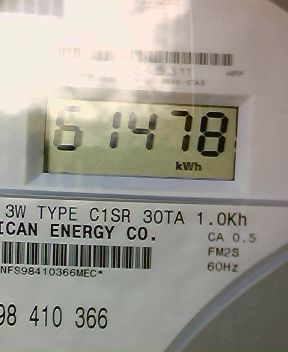 5311
61478
kWh
3W TYPE C1SR 30TA 1.0Kh
ICAN ENERGY CO.
CA 0.5
FM2S
60Hz
NFS98410366MEC*
98 410 366